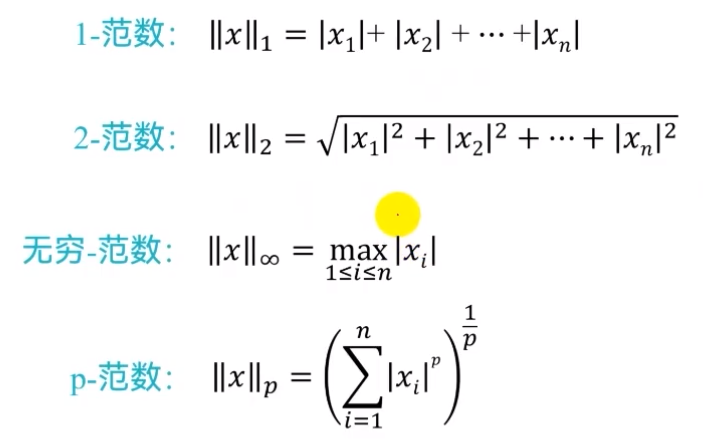 1-范数： ‖x‖₁ = |x₁|+ |x₂| + ⋯ +|xₙ|
2-范数： ‖x‖₂ = √(|x₁|² + |x₂|² + ⋯ + |xₙ|²)
无穷-范数： ‖x‖∞ = max_{1≤i≤n} |xᵢ|
p-范数： ‖x‖ₚ = (∑_{i=1}^{n} |xᵢ|^p)^{1/p}